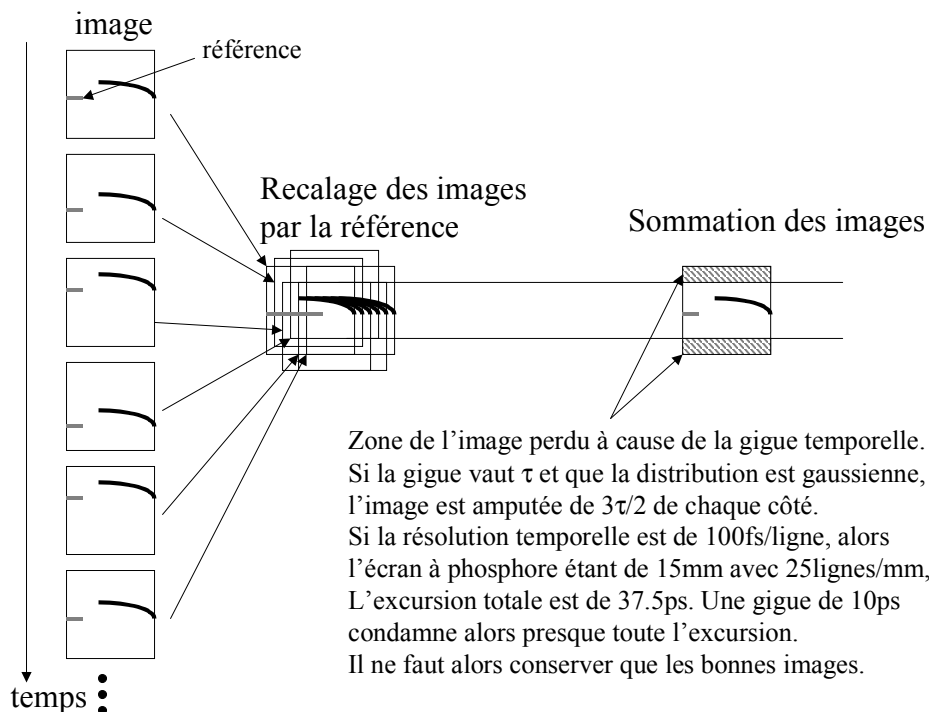 image
référence
Recalage des images
par la référence
Sommation des images
Zone de l’image perdu à cause de la gigue temporelle.
Si la gigue vaut τ et que la distribution est gaussienne,
l’image est amputée de 3τ/2 de chaque côté.
Si la résolution temporelle est de 100fs/ligne, alors
l’écran à phosphore étant de 15mm avec 25lignes/mm,
L’excursion totale est de 37.5ps. Une gigue de 10ps
condamne alors presque toute l’excursion.
Il ne faut alors conserver que les bonnes images.
temps